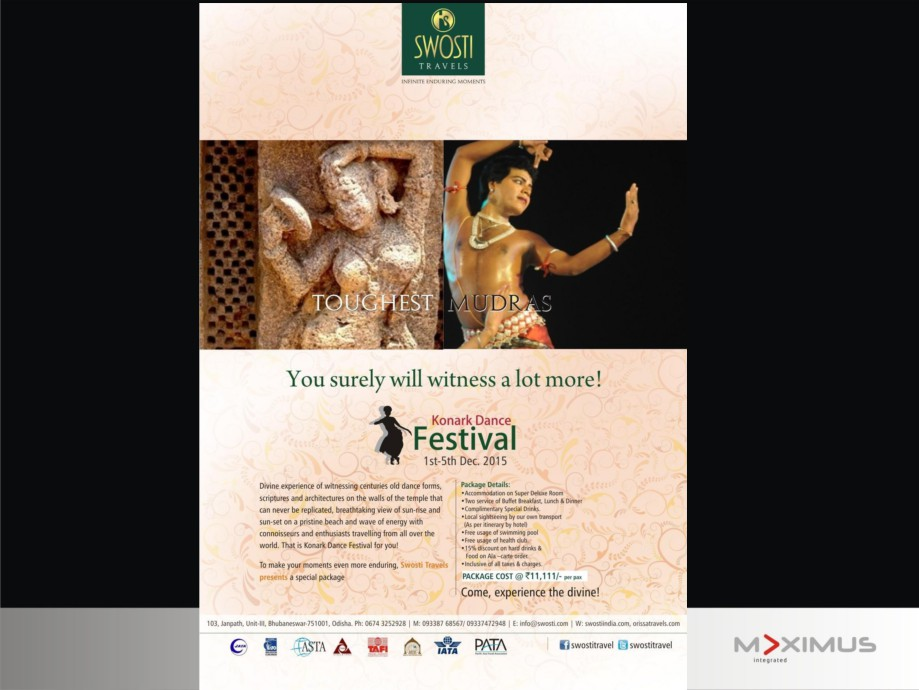 SWOSTI
TRAVELS
INFINITE ENDURING MOMENTS
TOUGHEST MUDRAS
You surely will witness a lot more!
Konark Dance
Festival
1st-5th Dec. 2015
Divine experience of witnessing centuries old dance forms,
scriptures and architectures on the walls of the temple that
can never be replicated, breathtaking view of sun-rise and
sun-set on a pristine beach and wave of energy with
connoisseurs and enthusiasts travelling from all over the
world. That is Konark Dance Festival for you!
To make your moments even more enduring, Swosti Travels
presents a special package
Package Details:
•Accommodation on Super Deluxe Room
•Two service of Buffet Breakfast, Lunch & Dinner
•Complimentary Special Drinks.
•Local sightseeing by our own transport
(As per itinerary by hotel)
•Free usage of swimming pool
•Free usage of health club.
•15% discount on hard drinks &
Food on Ala –carte order.
•Inclusive of all taxes & charges.
PACKAGE COST @ ₹11,111/- per pax
Come, experience the divine!
103, Janpath, Unit-III, Bhubaneswar-751001, Odisha. Ph: 0674 3252928 | M: 093387 68567/ 09337472948 | E: info@swosti.com | W: swostiindia.com, orissatravels.com
ASTA TAFI IATA PATA swostitravel swostitravel
MAXIMUS
integrated